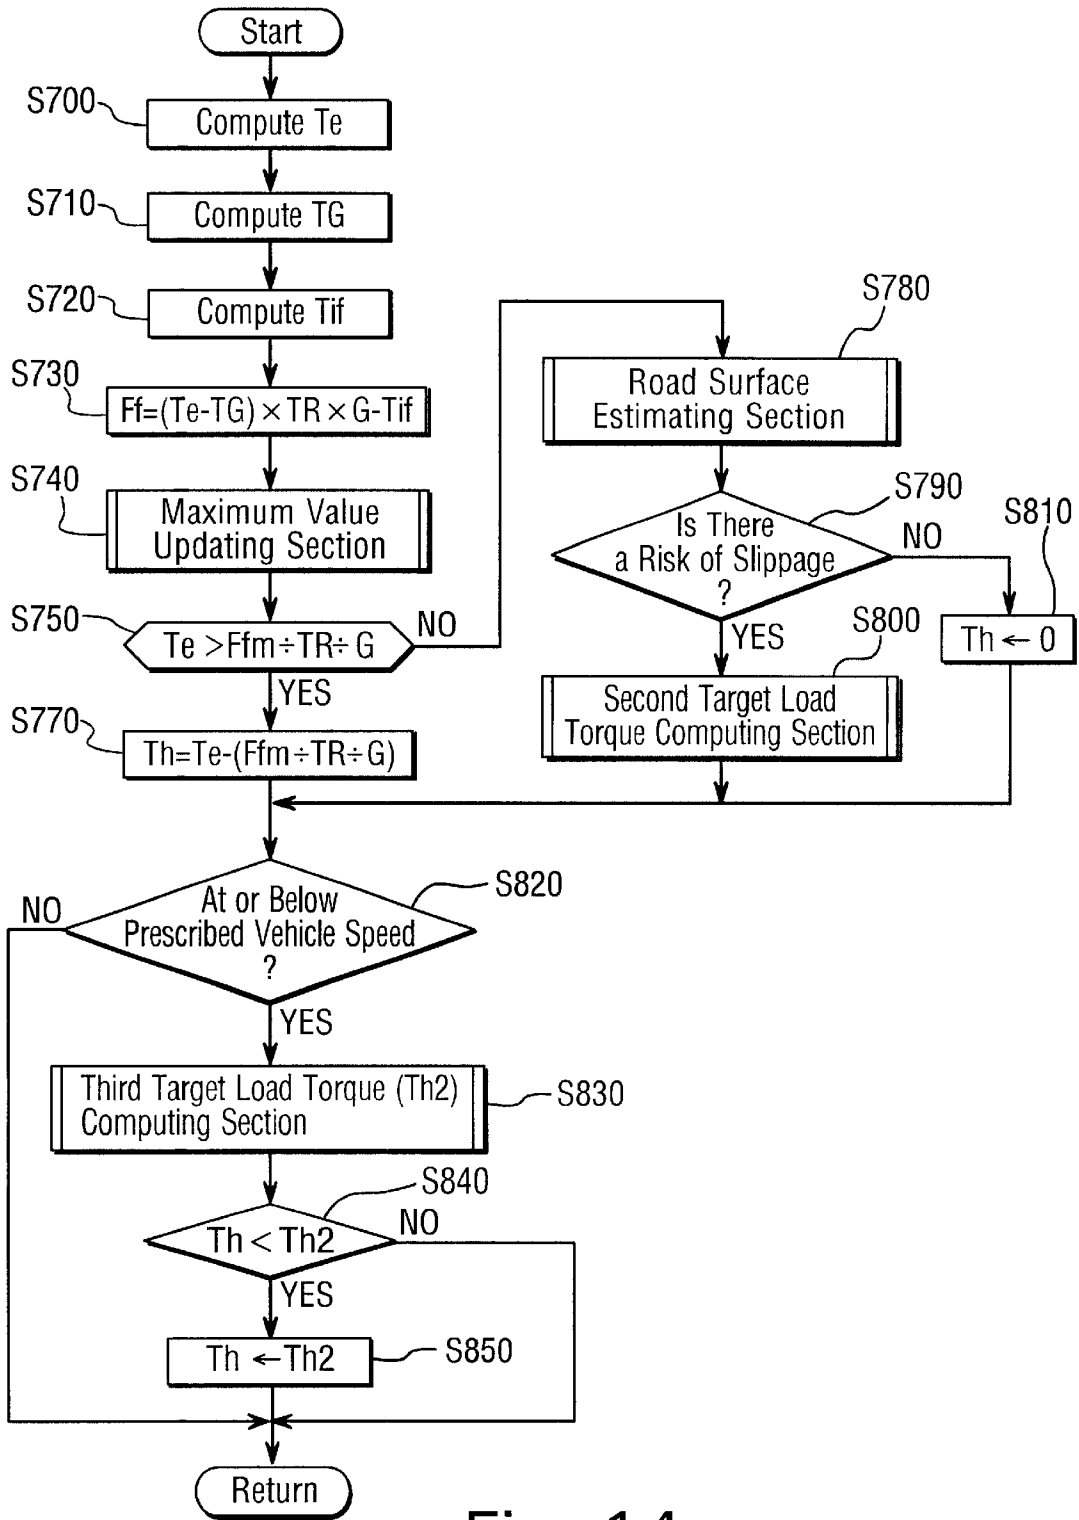 Start
S700
Compute Te
S710
Compute TG
S720
Compute Tif
S730
Ff=(Te-TG)×TR×G-Tif
S740
Maximum Value
Updating Section
S750
Te >Ffm÷TR÷G
NO
YES
S770
Th=Te-(Ffm÷TR÷G)
S780
Road Surface
Estimating Section
S790
Is There
a Risk of Slippage
?
NO
YES
S810
Th ← 0
S800
Second Target Load
Torque Computing Section
S820
At or Below
Prescribed Vehicle Speed
?
NO
YES
Third Target Load Torque (Th2)
Computing Section
S830
S840
Th < Th2
NO
YES
Th ← Th2
S850
Return
Fig. 14